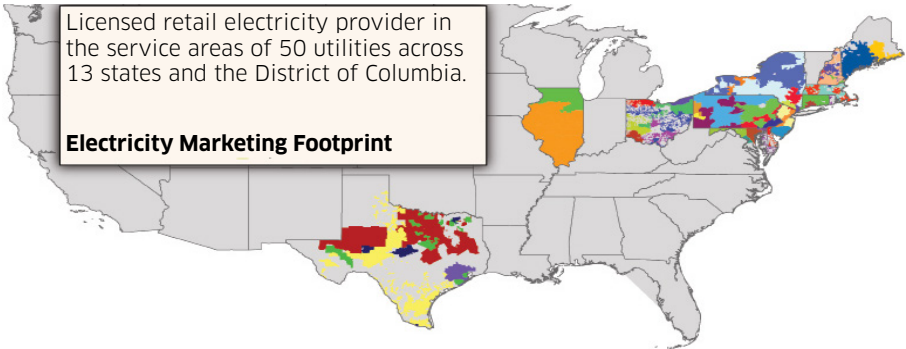 Licensed retail electricity provider in
the service areas of 50 utilities across
13 states and the District of Columbia.
Electricity Marketing Footprint